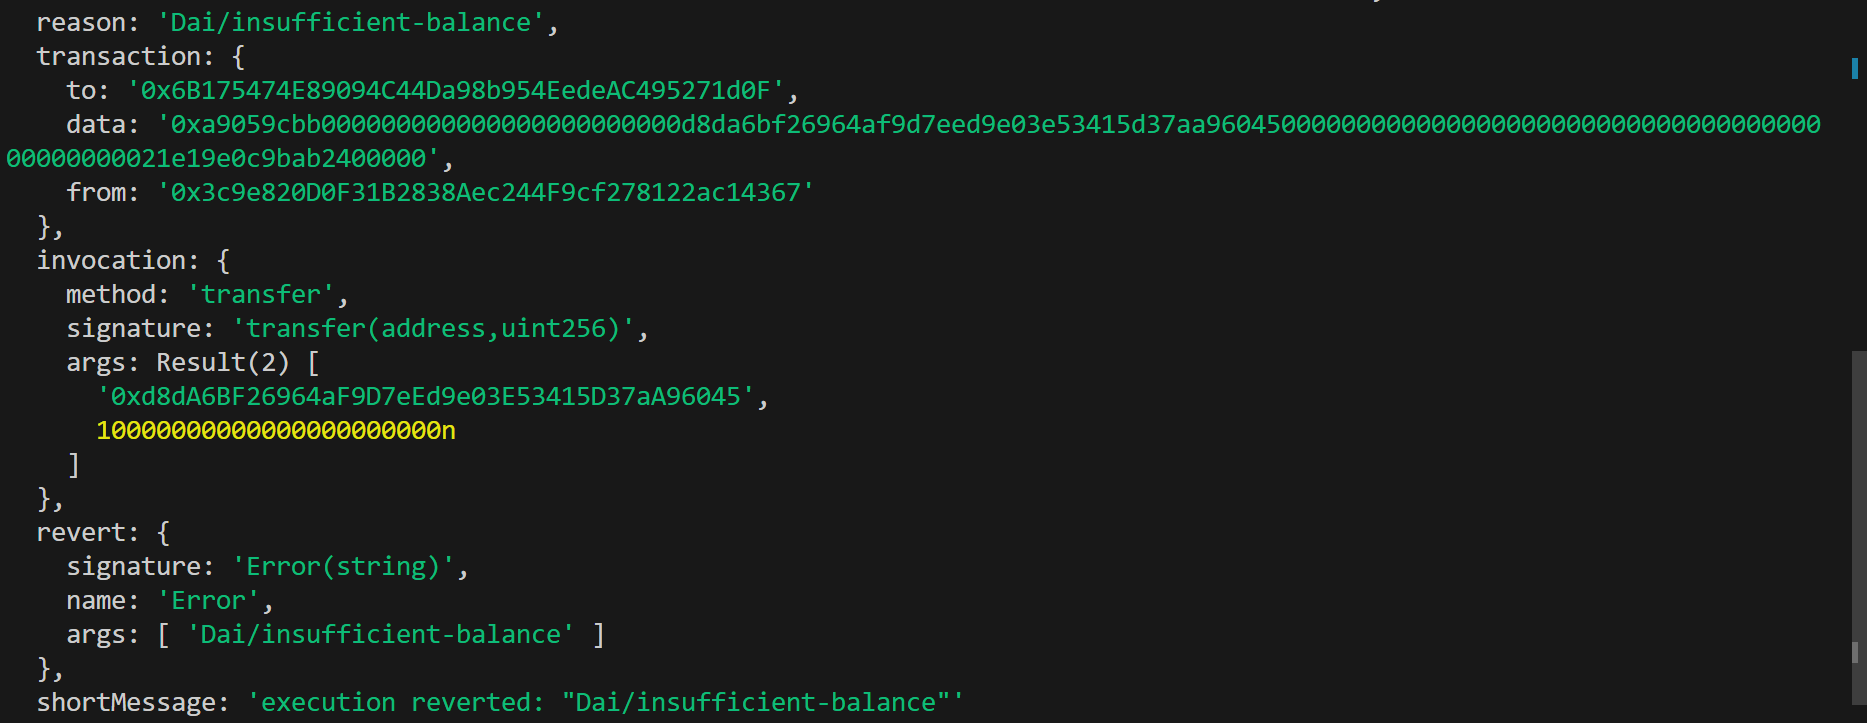 reason: 'Dai/insufficient-balance',
transaction: {
to: '0x6B175474E89094C44Da98b954EedeAC495271d0F',
data: '0xa9059cbb000000000000000000000000d8da6bf26964af9d7eed9e03e53415d37aa96045000000000000000000000000000000000000
00000000021e19e0c9bab2400000',
from: '0x3c9e820D0F31B2838Aec244F9cf278122ac14367'
},
invocation: {
method: 'transfer',
signature: 'transfer(address,uint256)',
args: Result(2) [
'0xd8dA6BF26964aF9D7eEd9e03E53415D37aA96045',
10000000000000000000000n
]
},
revert: {
signature: 'Error(string)',
name: 'Error',
args: [ 'Dai/insufficient-balance' ]
},
shortMessage: 'execution reverted: "Dai/insufficient-balance"'